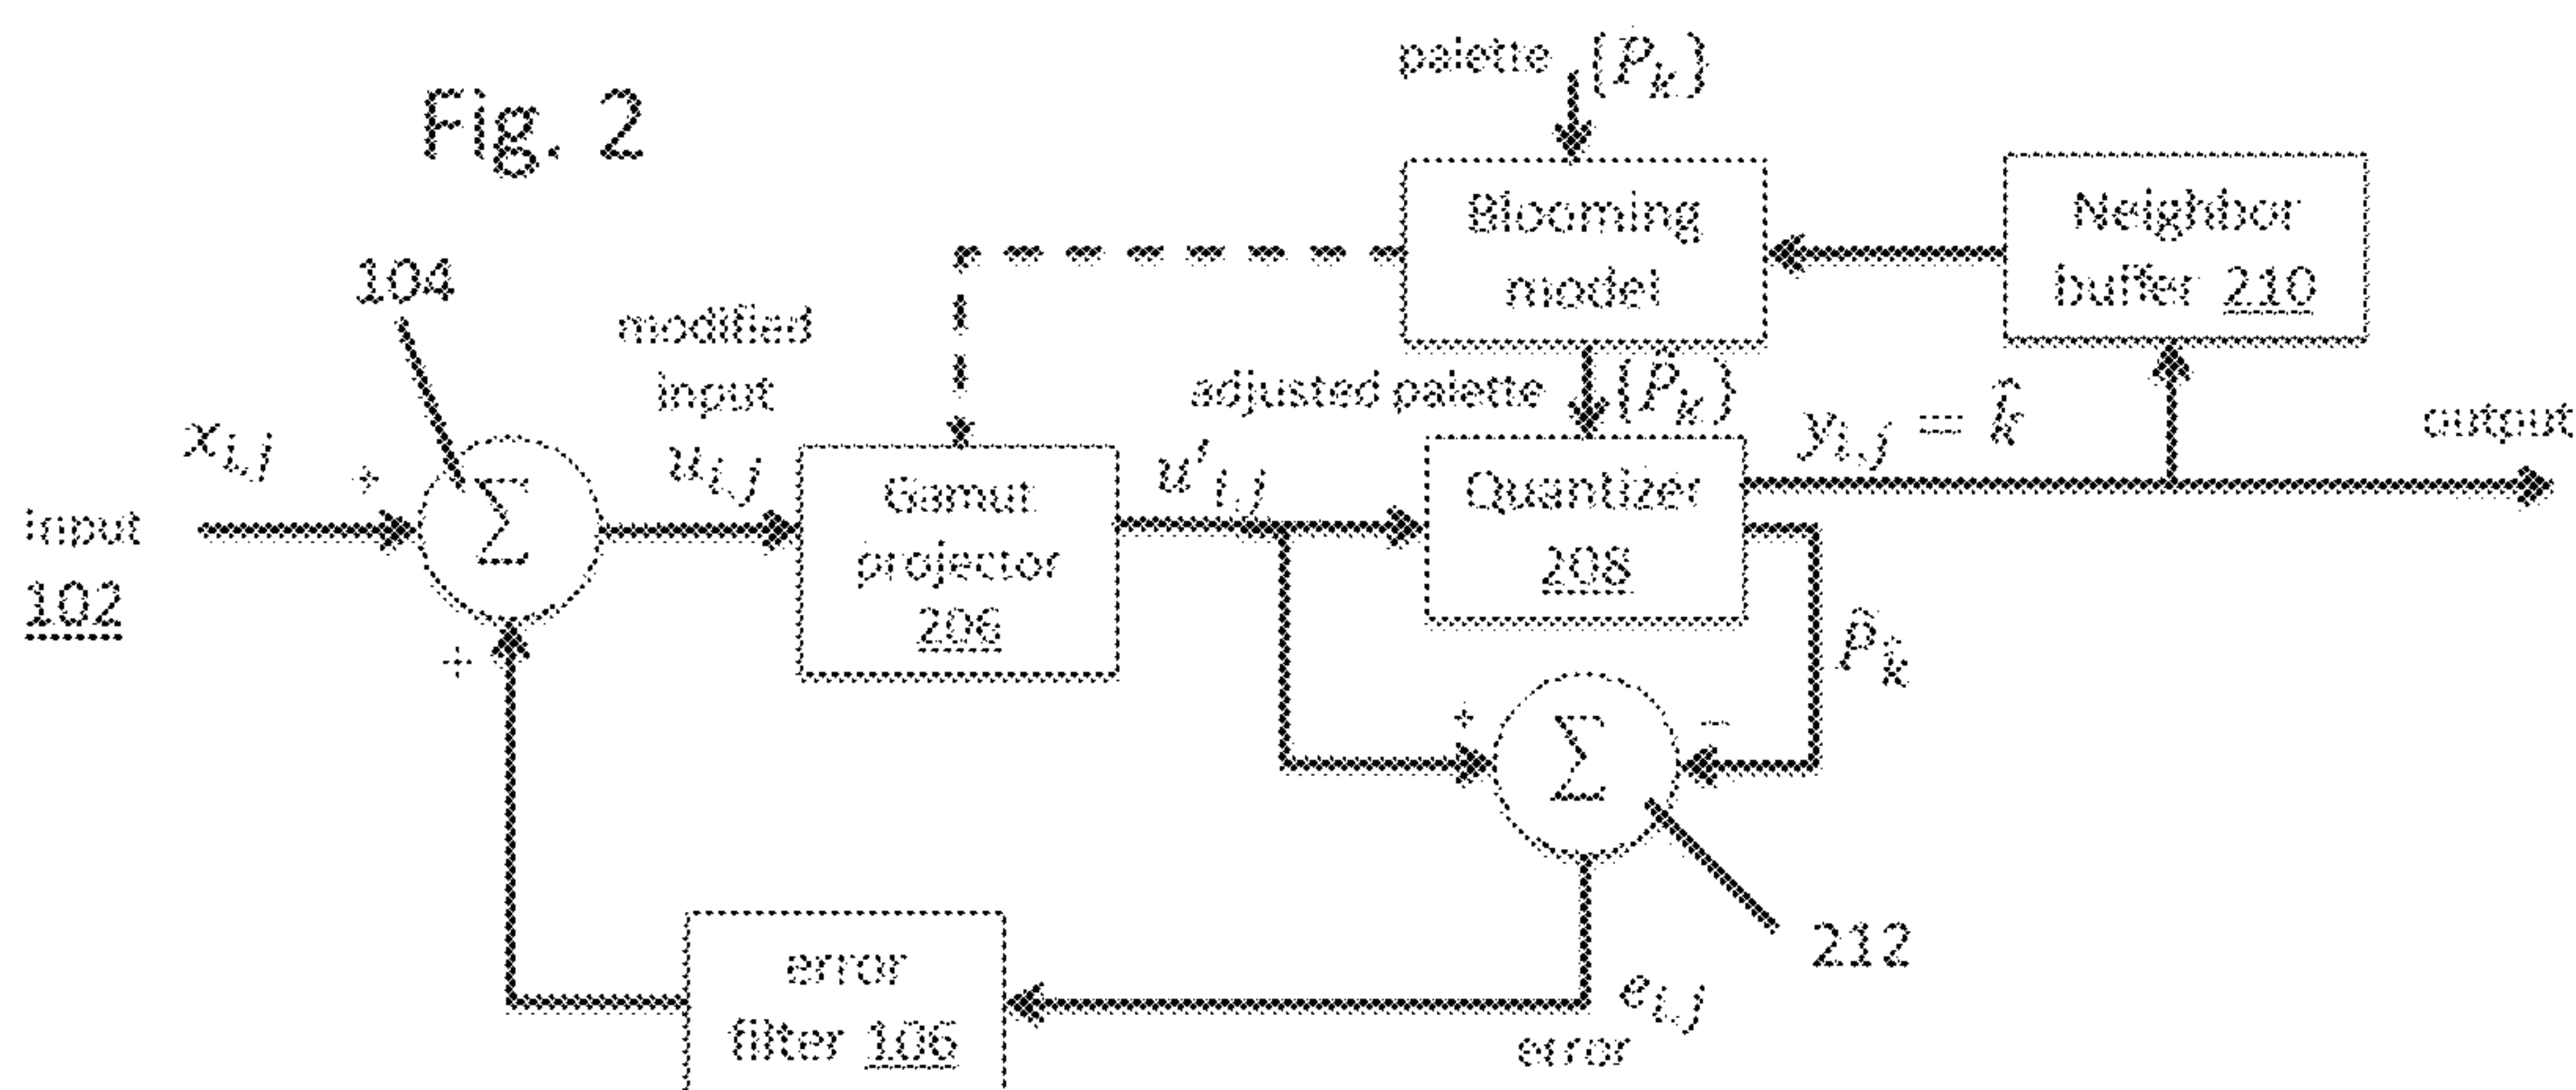 Fig. 2
palette {P_k}
Blooming
model
Neighbor
buffer 210
104
modified
input
u_{i,j}
adjusted palette {P̃_k}
x_{i,j}
+
input
102
Σ
+
Gamut
projector
206
u'_{i,j}
Quantizer
208
y_{i,j} = k̂
output
p̃_{k̂}
+
−
Σ
212
e_{i,j}
error
error
filter 106